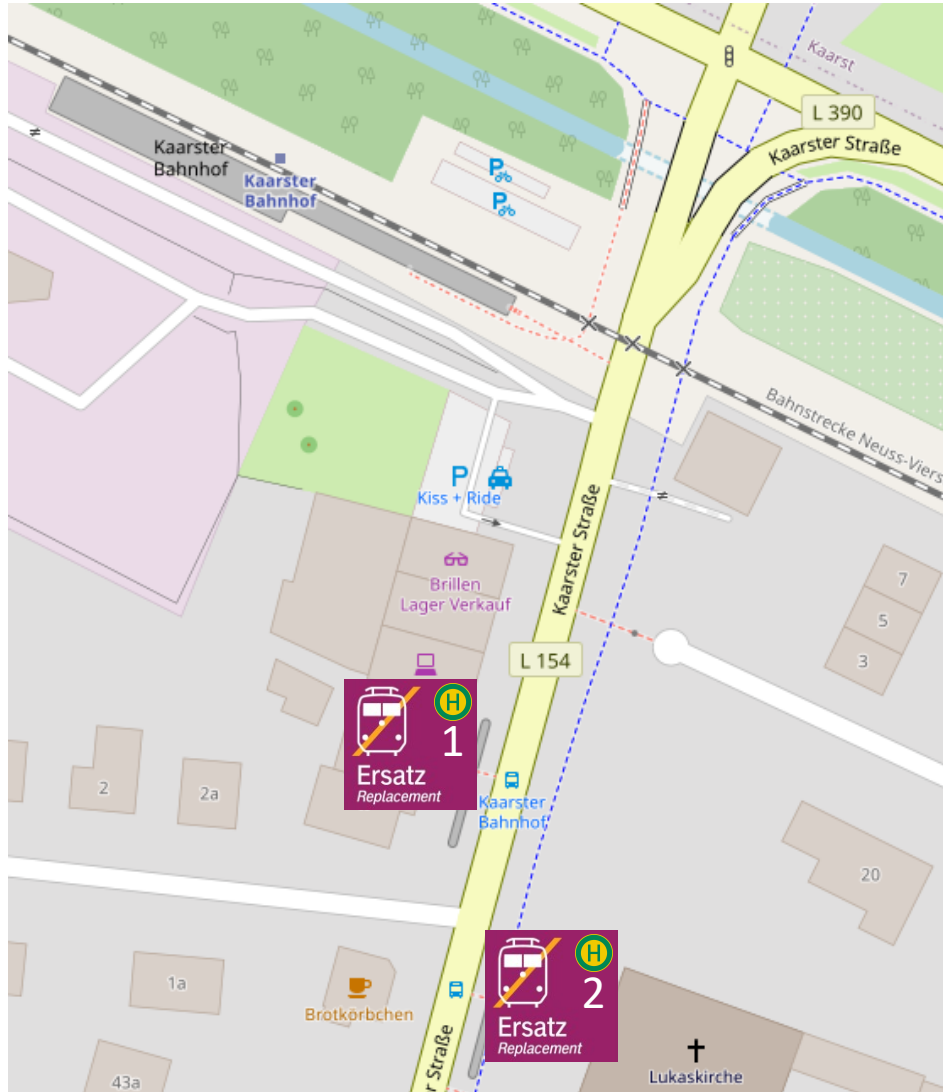 Kaarst
L 390
Kaarster Straße
Kaarster
Bahnhof
Kaarster
Bahnhof
P
P
Bahnstrecke Neuss-Viers
P
Kiss + Ride
Kaarster Straße
Brillen
Lager Verkauf
7
5
3
L 154
H
1
Ersatz
Replacement
Kaarster
Bahnhof
2
2a
20
H
2
Ersatz
Replacement
1a
Brotkörbchen
er Straße
43a
Lukaskirche